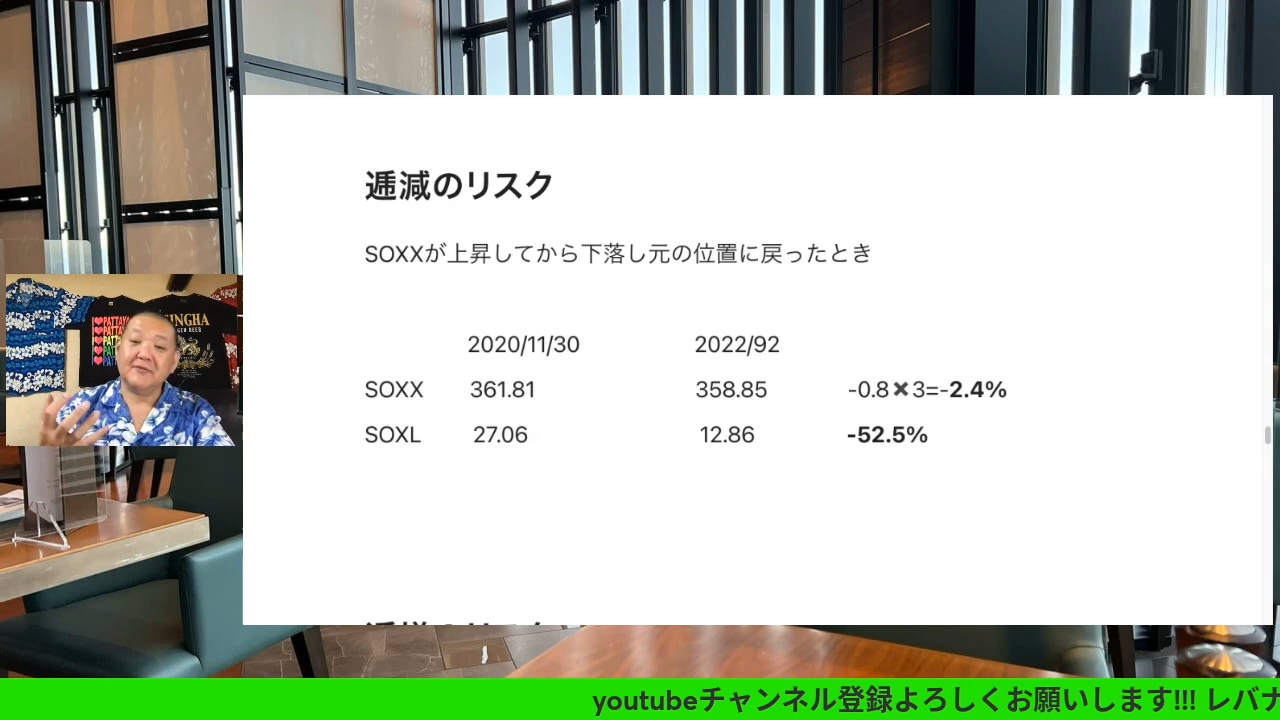 逓減のリスク
SOXXが上昇してから下落し元の位置に戻ったとき
2020/11/30 2022/92
SOXX 361.81 358.85 -0.8✖3=-2.4%
SOXL 27.06 12.86 -52.5%
PATTAYA
SINGHA
youtubeチャンネル登録よろしくお願いします!!! レバナ